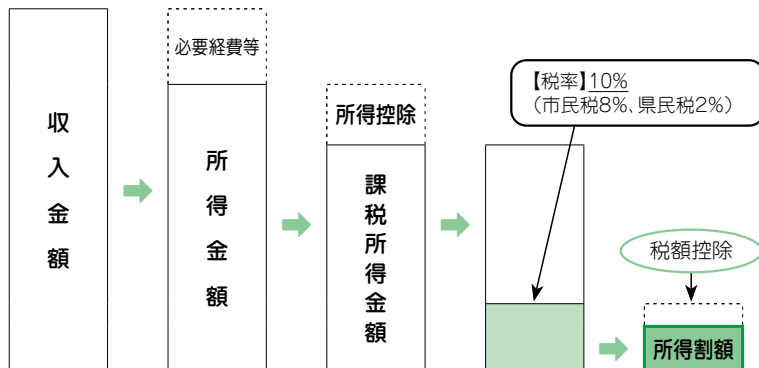 収入金額
必要経費等
所得金額
所得控除
課税所得金額
【税率】10%
（市民税8%、県民税2%）
税額控除
所得割額